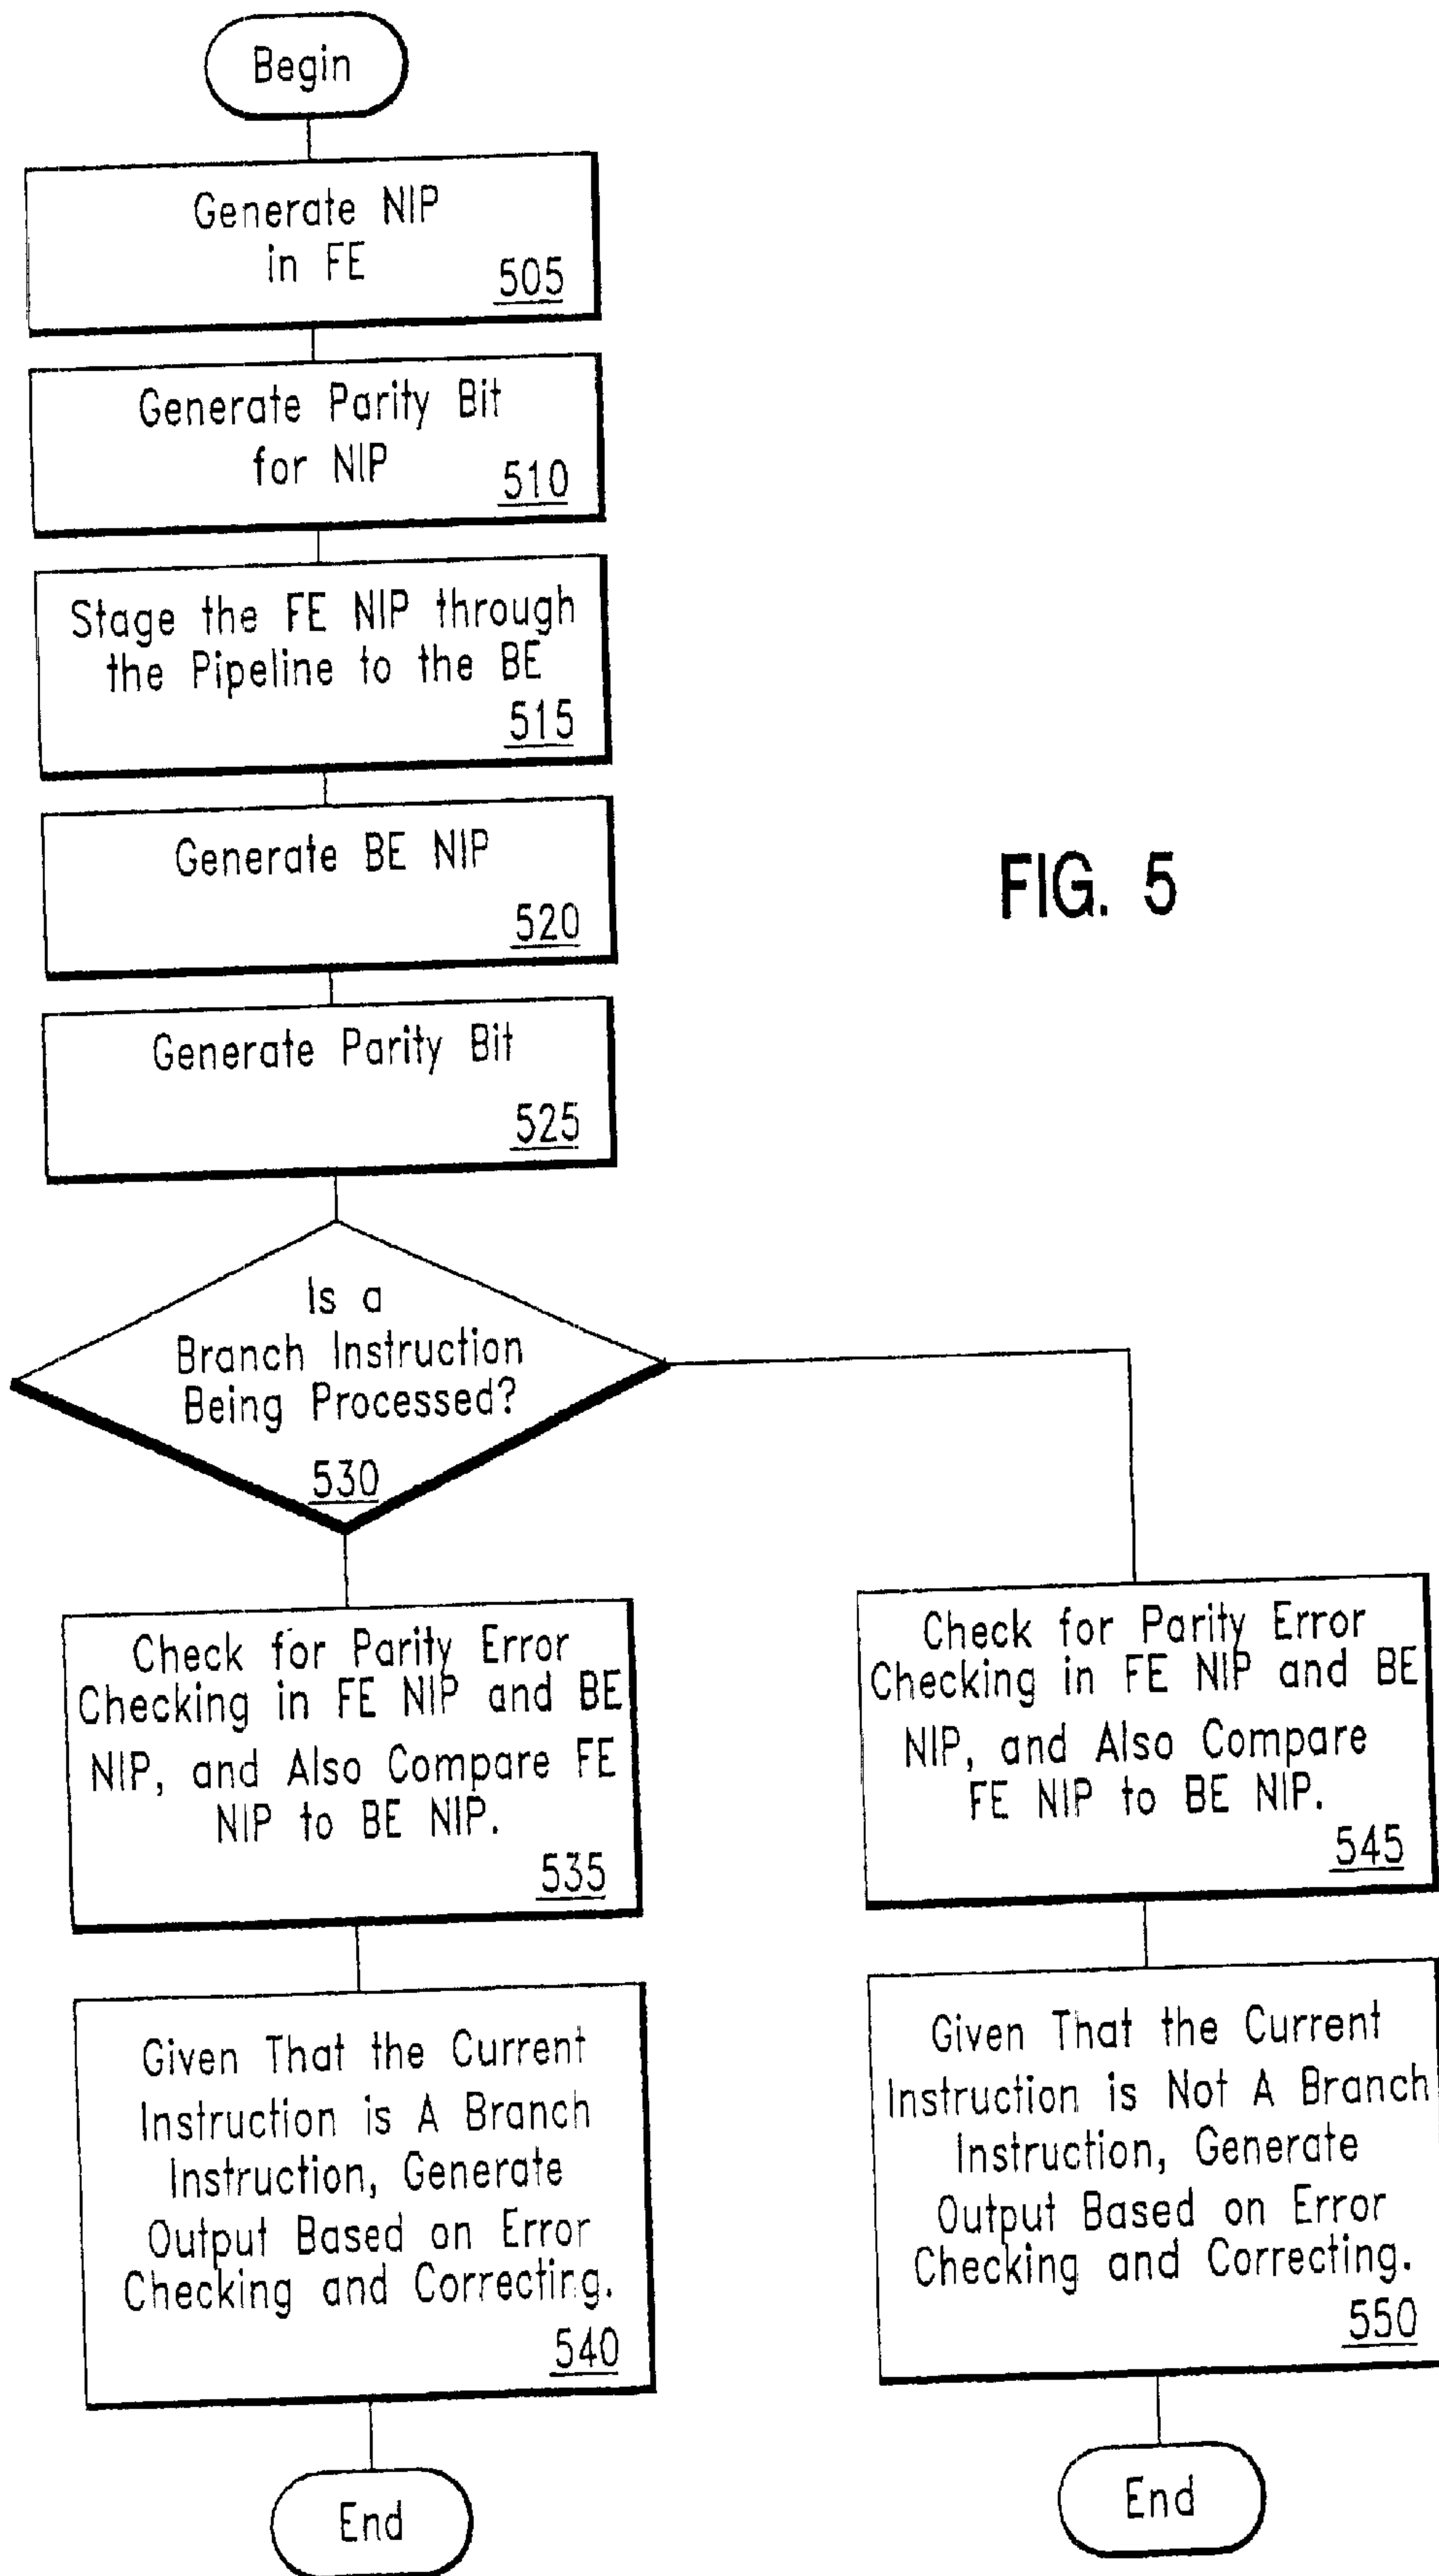 Begin
Generate NIP
in FE
505
Generate Parity Bit
for NIP
510
Stage the FE NIP through
the Pipeline to the BE
515
Generate BE NIP
520
Generate Parity Bit
525
FIG. 5
Is a
Branch Instruction
Being Processed?
530
Check for Parity Error
Checking in FE NIP and BE
NIP, and Also Compare FE
NIP to BE NIP.
535
Given That the Current
Instruction is A Branch
Instruction, Generate
Output Based on Error
Checking and Correcting.
540
End
Check for Parity Error
Checking in FE NIP and BE
NIP, and Also Compare
FE NIP to BE NIP.
545
Given That the Current
Instruction is Not A Branch
Instruction, Generate
Output Based on Error
Checking and Correcting.
550
End